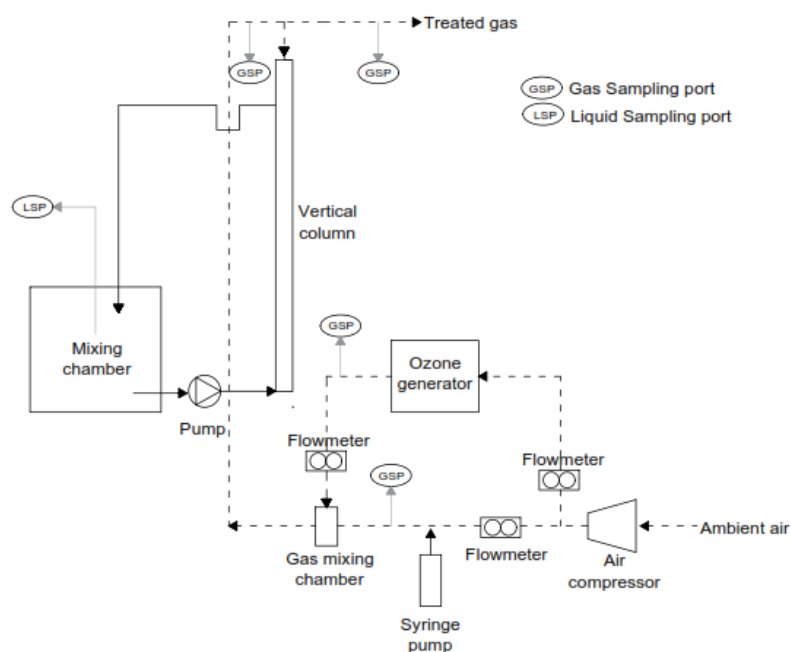 Treated gas
GSP
GSP
GSP Gas Sampling port
LSP Liquid Sampling port
LSP
Vertical
column
GSP
Mixing
chamber
Ozone
generator
Pump
Flowmeter
GSP
Flowmeter
Ambient air
Flowmeter
Gas mixing
chamber
Air
compressor
Syringe
pump